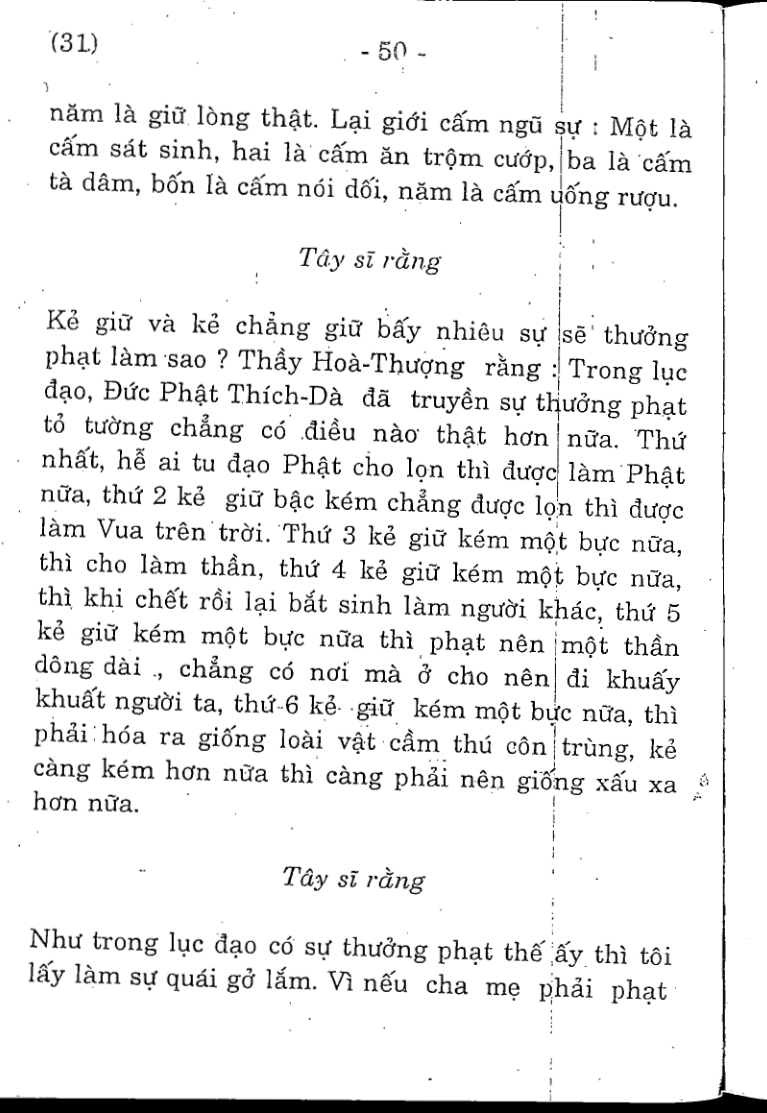 (31)
- 50 -
năm là giữ lòng thật. Lại giới cấm ngũ sự : Một là
cấm sát sinh, hai là cấm ăn trộm cướp, ba là cấm
tà dâm, bốn là cấm nói dối, năm là cấm uống rượu.
Tây sĩ rằng
Kẻ giữ và kẻ chẳng giữ bấy nhiêu sự sẽ thưởng
phạt làm sao ? Thầy Hoà-Thượng rằng : Trong lục
đạo, Đức Phật Thích-Dà đã truyền sự thưởng phạt
tỏ tường chẳng có điều nào thật hơn nữa. Thứ
nhất, hễ ai tu đạo Phật cho lọn thì được làm Phật
nữa, thứ 2 kẻ giữ bậc kém chẳng được lọn thì được
làm Vua trên trời. Thứ 3 kẻ giữ kém một bực nữa,
thì cho làm thần, thứ 4 kẻ giữ kém một bực nữa,
thì khi chết rồi lại bắt sinh làm người khác, thứ 5
kẻ giữ kém một bực nữa thì phạt nên một thần
dông dài ., chẳng có nơi mà ở cho nên đi khuấy
khuất người ta, thứ 6 kẻ giữ kém một bực nữa, thì
phải hóa ra giống loài vật cầm thú côn trùng, kẻ
càng kém hơn nữa thì càng phải nên giống xấu xa
hơn nữa.
Tây sĩ rằng
Như trong lục đạo có sự thưởng phạt thế ấy thì tôi
lấy làm sự quái gở lắm. Vì nếu cha mẹ phải phạt